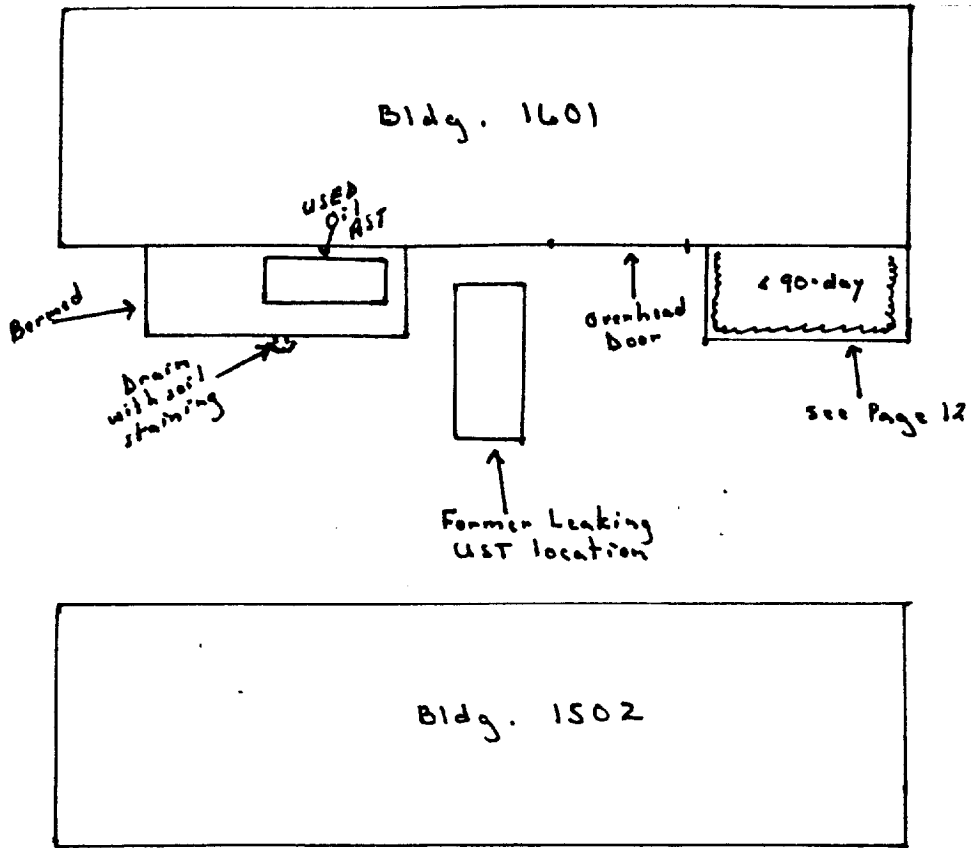 Bldg. 1601
USED
Oil
AST
< 90-day
Bermed
Overhead
Door
Drain
with soil
staining
see Page 12
Former Leaking
UST location
Bldg. 1502